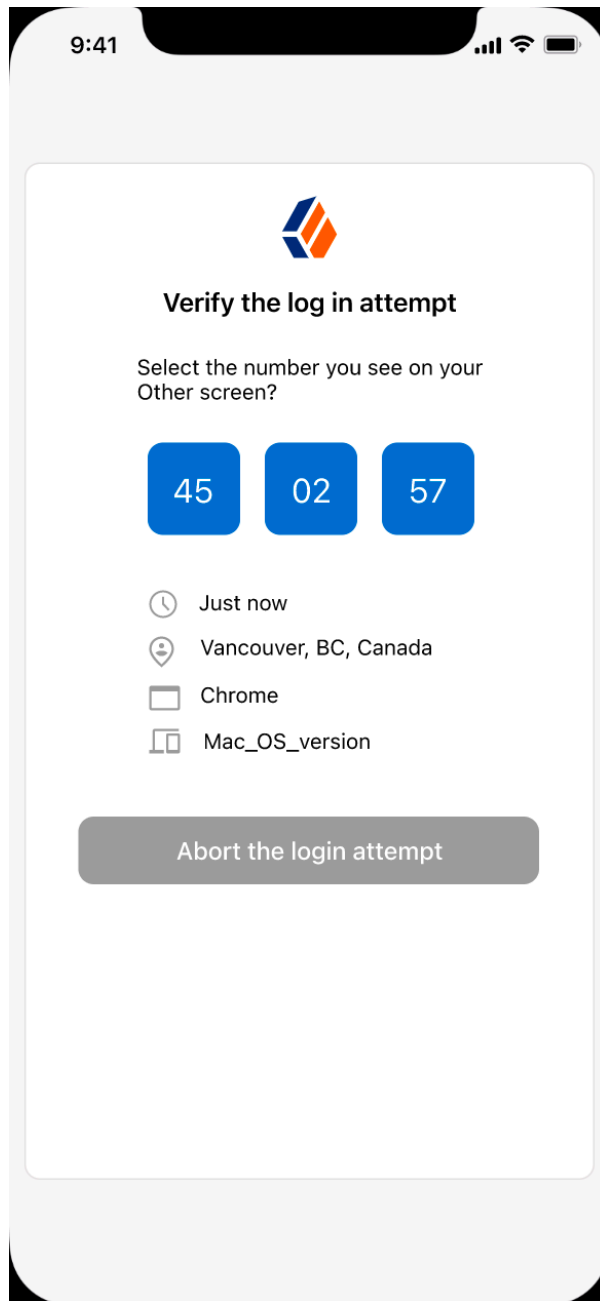 9:41
Verify the log in attempt
Select the number you see on your
Other screen?
45 02 57
Just now
Vancouver, BC, Canada
Chrome
Mac_OS_version
Abort the login attempt